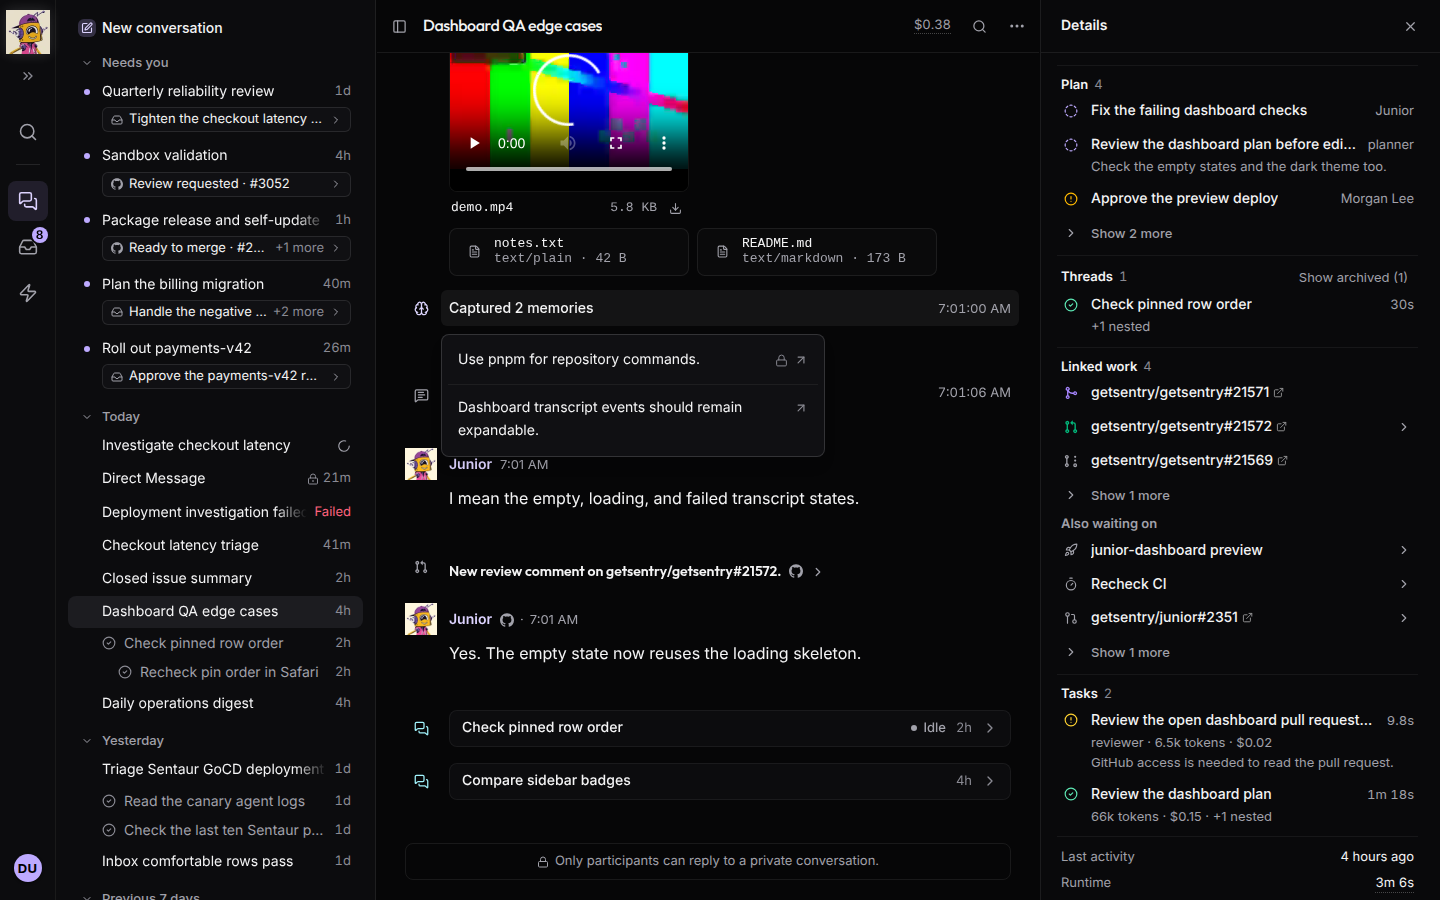 New conversation
Needs you
Quarterly reliability review 1d
Tighten the checkout latency ...
Sandbox validation 4h
Review requested · #3052
Package release and self-update 1h
Ready to merge · #2... +1 more
Plan the billing migration 40m
Handle the negative ... +2 more
Roll out payments-v42 26m
Approve the payments-v42 r...
Today
Investigate checkout latency
Direct Message 21m
Deployment investigation failed Failed
Checkout latency triage 41m
Closed issue summary 2h
Dashboard QA edge cases 4h
Check pinned row order 2h
Recheck pin order in Safari 2h
Daily operations digest 4h
Yesterday
Triage Sentaur GoCD deployment 1d
Read the canary agent logs 1d
Check the last ten Sentaur p... 1d
Inbox comfortable rows pass 1d
Previous 7 days
8
DU
Dashboard QA edge cases $0.38
0:00
demo.mp4 5.8 KB
notes.txt
text/plain · 42 B
README.md
text/markdown · 173 B
Captured 2 memories 7:01:00 AM
Use pnpm for repository commands.
Dashboard transcript events should remain
expandable.
7:01:06 AM
Junior 7:01 AM
I mean the empty, loading, and failed transcript states.
New review comment on getsentry/getsentry#21572.
Junior · 7:01 AM
Yes. The empty state now reuses the loading skeleton.
Check pinned row order Idle 2h
Compare sidebar badges 4h
Only participants can reply to a private conversation.
Details
Plan 4
Fix the failing dashboard checks Junior
Review the dashboard plan before edi... planner
Check the empty states and the dark theme too.
Approve the preview deploy Morgan Lee
Show 2 more
Threads 1 Show archived (1)
Check pinned row order 30s
+1 nested
Linked work 4
getsentry/getsentry#21571
getsentry/getsentry#21572
getsentry/getsentry#21569
Show 1 more
Also waiting on
junior-dashboard preview
Recheck CI
getsentry/junior#2351
Show 1 more
Tasks 2
Review the open dashboard pull request... 9.8s
reviewer · 6.5k tokens · $0.02
GitHub access is needed to read the pull request.
Review the dashboard plan 1m 18s
66k tokens · $0.15 · +1 nested
Last activity 4 hours ago
Runtime 3m 6s